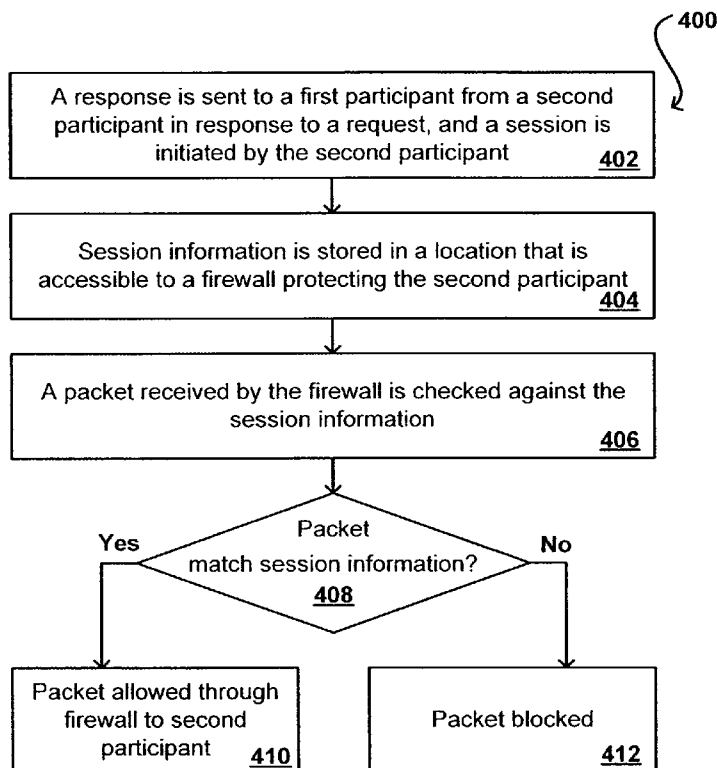 400
A response is sent to a first participant from a second
participant in response to a request, and a session is
initiated by the second participant
402
Session information is stored in a location that is
accessible to a firewall protecting the second participant
404
A packet received by the firewall is checked against the
session information
406
Packet
match session information?
408
Yes
No
Packet allowed through
firewall to second
participant
410
Packet blocked
412